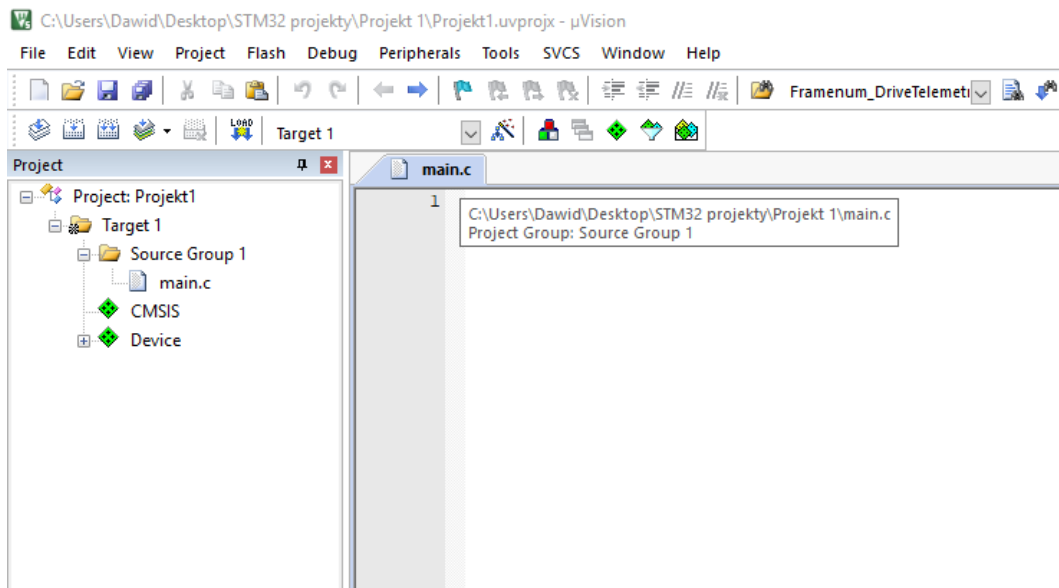 C:\Users\Dawid\Desktop\STM32 projekty\Projekt 1\Projekt1.uvprojx - µVision
File Edit View Project Flash Debug Peripherals Tools SVCS Window Help
Framenum_DriveTelemetr
LOAD
Target 1
Project
main.c
Project: Projekt1
1
Target 1
C:\Users\Dawid\Desktop\STM32 projekty\Projekt 1\main.c
Project Group: Source Group 1
Source Group 1
main.c
CMSIS
Device